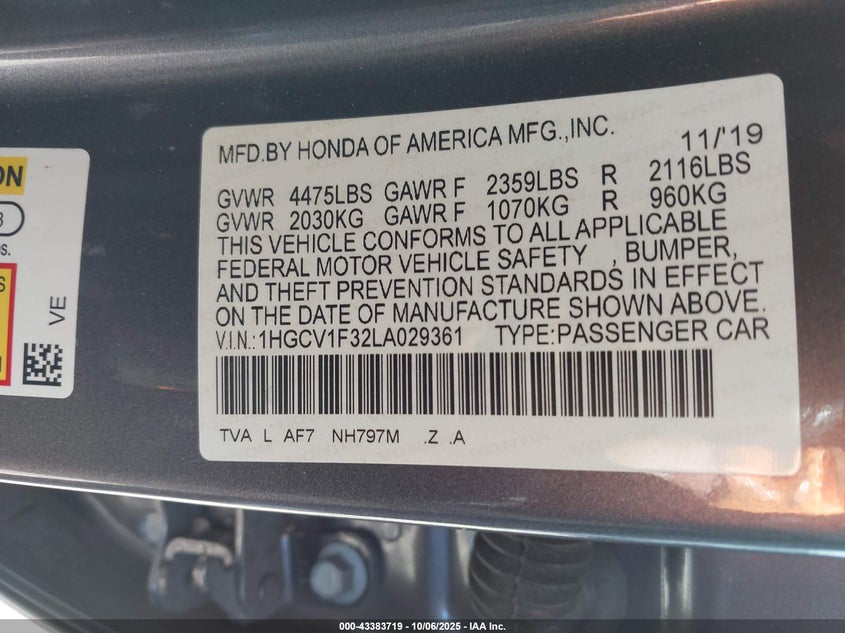 ON
3
S.
S
VE
MFD.BY HONDA OF AMERICA MFG.,INC. 11/'19
GVWR 4475LBS GAWR F 2359LBS R 2116LBS
GVWR 2030KG GAWR F 1070KG R 960KG
THIS VEHICLE CONFORMS TO ALL APPLICABLE
FEDERAL MOTOR VEHICLE SAFETY , BUMPER,
AND THEFT PREVENTION STANDARDS IN EFFECT
ON THE DATE OF MANUFACTURE SHOWN ABOVE.
V.I.N.:1HGCV1F32LA029361 TYPE:PASSENGER CAR
TVA L AF7 NH797M .Z .A
000-43383719 - 10/06/2025 - IAA Inc.